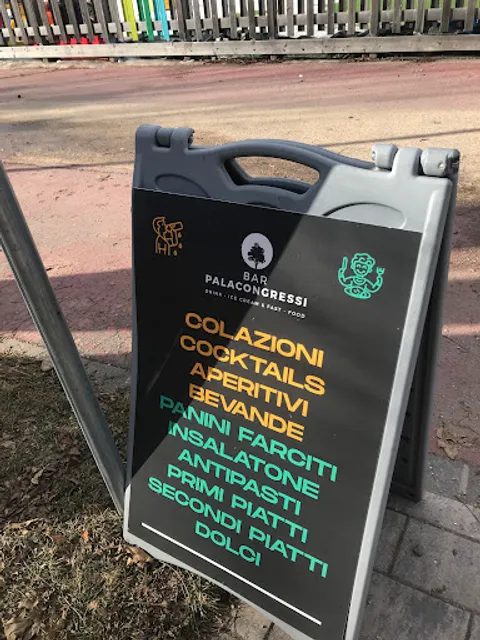 BAR
PALACONGRESSI
DRINK - ICE CREAM & FAST - FOOD
COLAZIONI
COCKTAILS
APERITIVI
BEVANDE
PANINI FARCITI
INSALATONE
ANTIPASTI
PRIMI PIATTI
SECONDI PIATTI
DOLCI